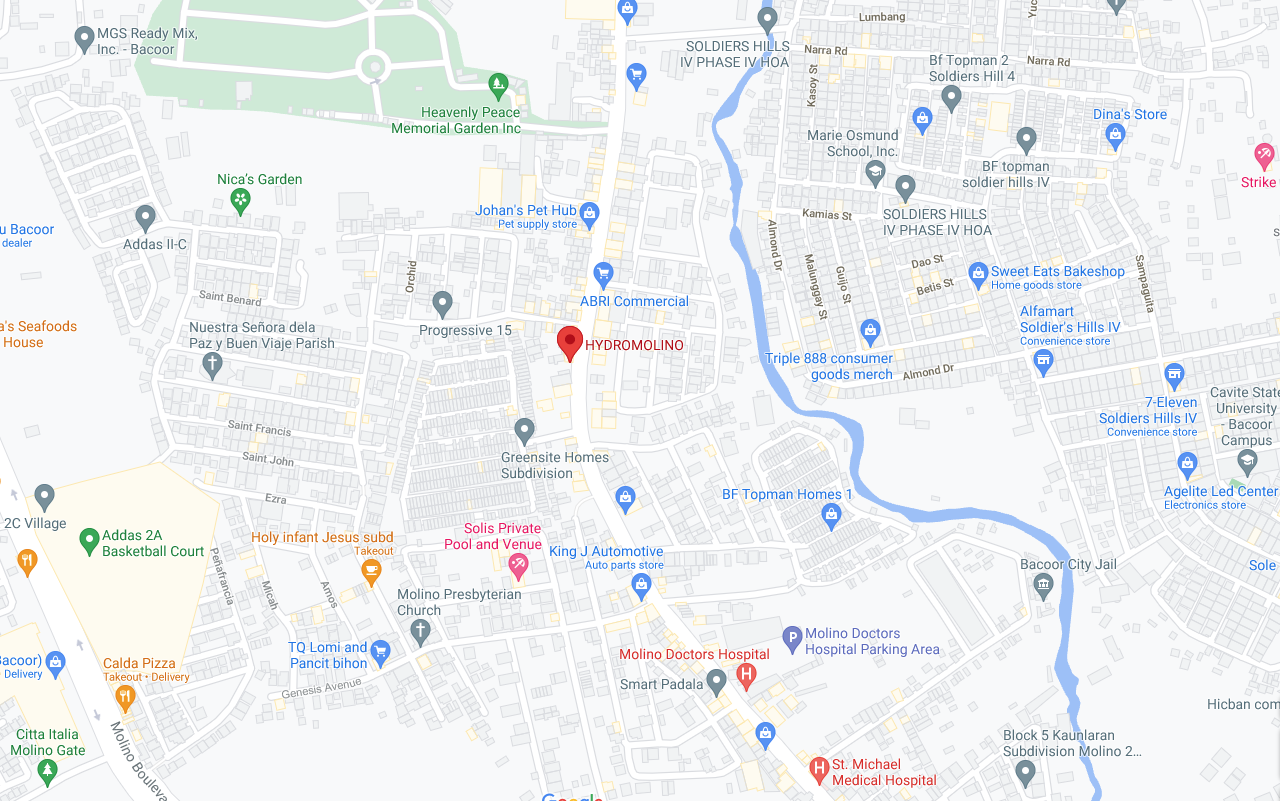 Lumbang
MGS Ready Mix,
Inc. - Bacoor
SOLDIERS HILLS
IV PHASE IV HOA
Narra Rd
Narra Rd
Kasoy St
Bf Topman 2
Soldiers Hill 4
Heavenly Peace
Memorial Garden Inc
Dina's Store
Marie Osmund
School, Inc.
BF topman
soldier hills IV
Strike
Nica's Garden
Johan's Pet Hub
Pet supply store
Kamias St
SOLDIERS HILLS
IV PHASE IV HOA
u Bacoor
dealer
Addas II-C
Almond Dr
Malunggay St
Guijo St
Dao St
Betis St
Sampaguita
Sweet Eats Bakeshop
Home goods store
Orchid
Saint Benard
ABRI Commercial
Alfamart
Soldier's Hills IV
Convenience store
a's Seafoods
House
Nuestra Señora dela
Paz y Buen Viaje Parish
Progressive 15
HYDROMOLINO
Triple 888 consumer
goods merch
Almond Dr
7-Eleven
Soldiers Hills IV
Convenience store
Cavite State
University
- Bacoor
Campus
Saint Francis
Saint John
Greensite Homes
Subdivision
Ezra
BF Topman Homes 1
Agelite Led Center
Electronics store
2C Village
Addas 2A
Basketball Court
Holy infant Jesus subd
Takeout
Solis Private
Pool and Venue
King J Automotive
Auto parts store
Bacoor City Jail
Sole
Peñafrancia
Micah
Amos
Molino Presbyterian
Church
TQ Lomi and
Pancit bihon
Molino Doctors
Hospital Parking Area
Molino Doctors Hospital
Smart Padala
Bacoor)
Delivery
Calda Pizza
Takeout • Delivery
Genesis Avenue
Hicban com
Citta Italia
Molino Gate
Molino Bouleva
Block 5 Kaunlaran
Subdivision Molino 2...
St. Michael
Medical Hospital
Google